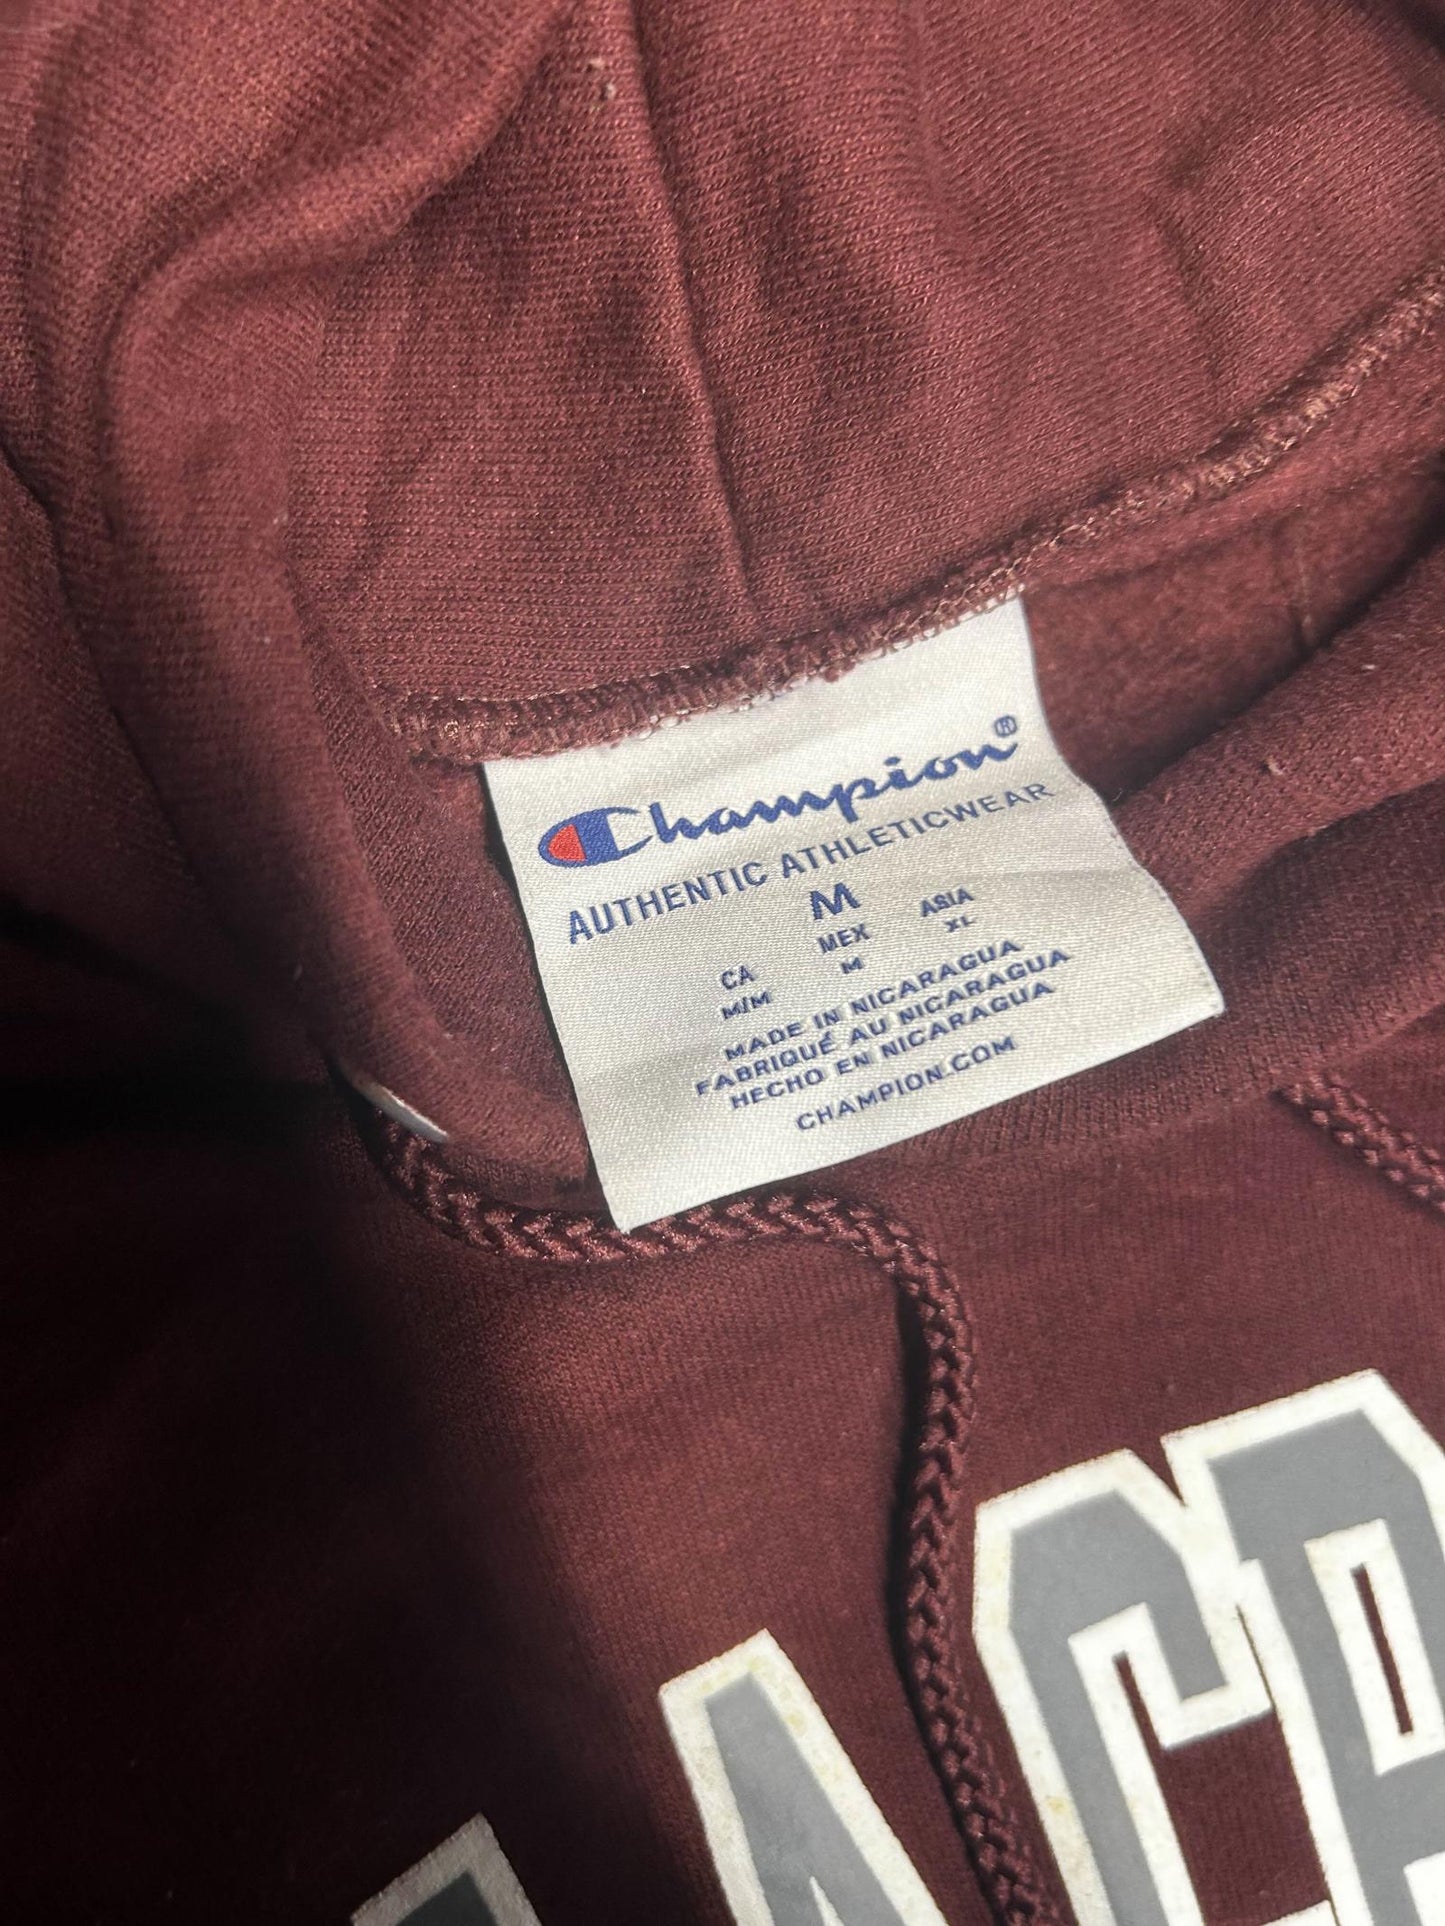 Champion®
AUTHENTIC ATHLETICWEAR
M
CA MEX ASIA
M/M M XL
MADE IN NICARAGUA
FABRIQUÉ AU NICARAGUA
HECHO EN NICARAGUA
CHAMPION.COM